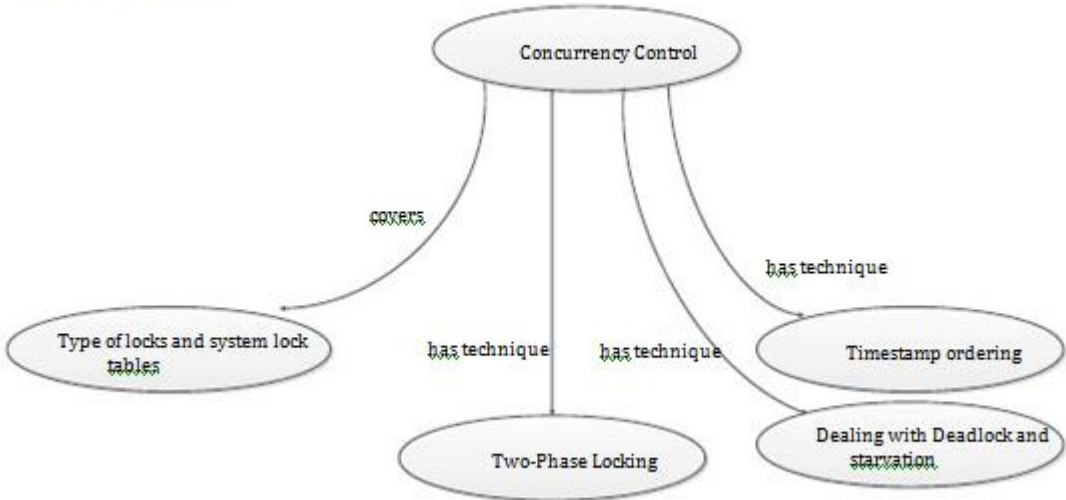 Concurrency Control
covers
has technique
Type of locks and system lock
tables
has technique
has technique
Timestamp ordering
Two-Phase Locking
Dealing with Deadlock and
starvation